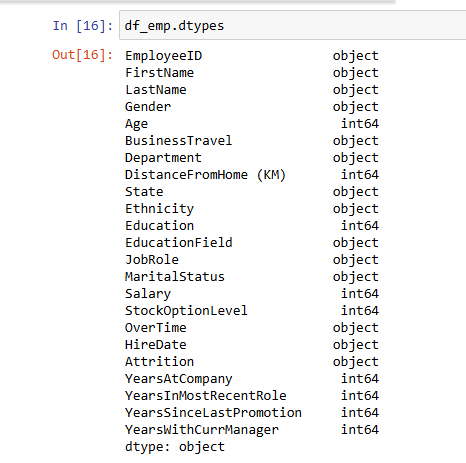 In [16]: df_emp.dtypes
Out[16]: EmployeeID object
FirstName object
LastName object
Gender object
Age int64
BusinessTravel object
Department object
DistanceFromHome (KM) int64
State object
Ethnicity object
Education int64
EducationField object
JobRole object
MaritalStatus object
Salary int64
StockOptionLevel int64
OverTime object
HireDate object
Attrition object
YearsAtCompany int64
YearsInMostRecentRole int64
YearsSinceLastPromotion int64
YearsWithCurrManager int64
dtype: object